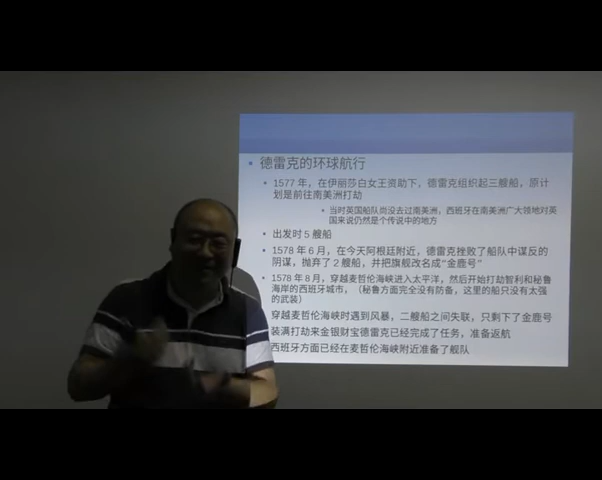 德雷克的环球航行
1577 年，在伊丽莎白女王资助下，德雷克组织起三艘船，原计
划是前往南美洲打劫
当时英国船队尚没去过南美洲，西班牙在南美洲广大领地对英
国来说仍然是个传说中的地方
出发时 5 艘船
1578 年 6 月，在今天阿根廷附近，德雷克挫败了船队中谋反的
阴谋，抛弃了 2 艘船，并把旗舰改名成“金鹿号”
1578 年 8 月，穿越麦哲伦海峡进入太平洋，然后开始打劫智利和秘鲁
海岸的西班牙城市，（秘鲁方面完全没有防备，这里的船只没有太强
的武装）
穿越麦哲伦海峡时遇到风暴，二艘船之间失联，只剩下了金鹿号
装满打劫来金银财宝德雷克已经完成了任务，准备返航
西班牙方面已经在麦哲伦海峡附近准备了舰队